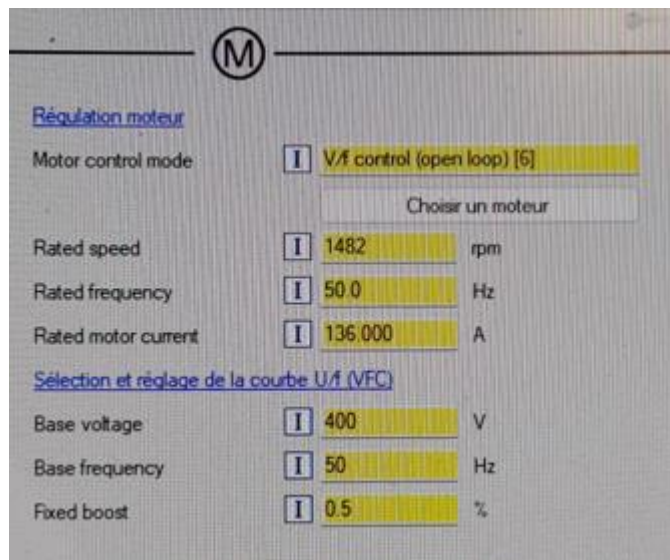 M
Régulation moteur
Motor control mode I V/f control (open loop) [6]
Choisir un moteur
Rated speed I 1482 rpm
Rated frequency I 50.0 Hz
Rated motor current I 136.000 A
Sélection et réglage de la courbe U/f (VFC)
Base voltage I 400 V
Base frequency I 50 Hz
Fixed boost I 0.5 %